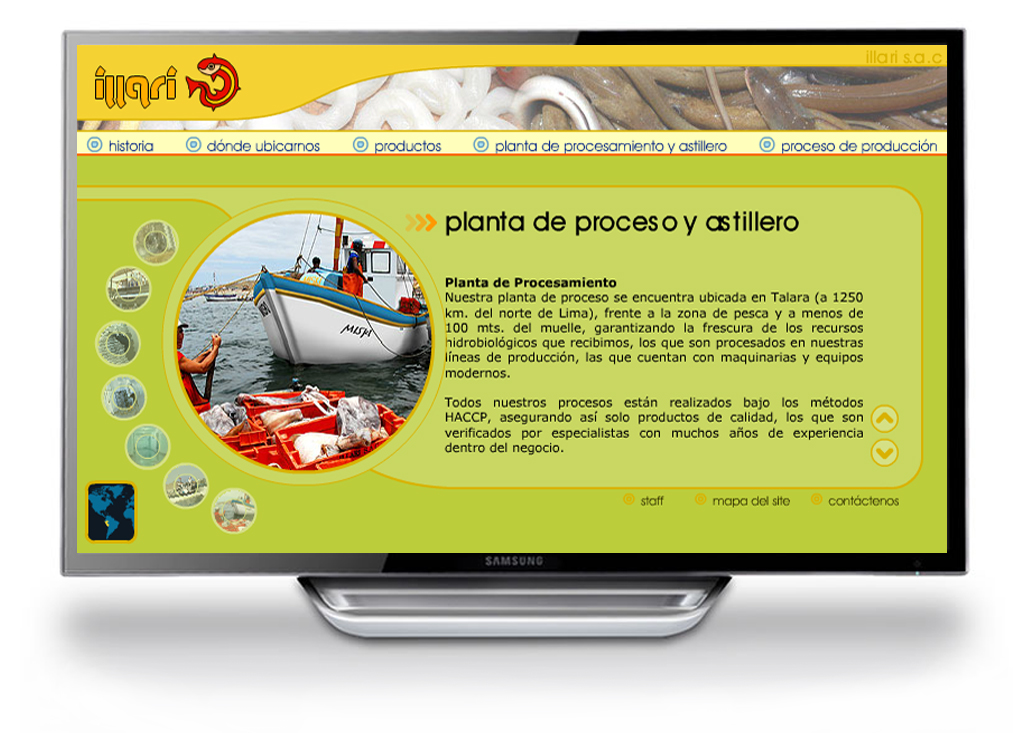 illari s.a.c
illari
historia dónde ubicarnos productos planta de procesamiento y astillero proceso de producción
planta de proceso y astillero
Planta de Procesamiento
Nuestra planta de proceso se encuentra ubicada en Talara (a 1250
km. del norte de Lima), frente a la zona de pesca y a menos de
100 mts. del muelle, garantizando la frescura de los recursos
hidrobiológicos que recibimos, los que son procesados en nuestras
líneas de producción, las que cuentan con maquinarias y equipos
modernos.
Todos nuestros procesos están realizados bajo los métodos
HACCP, asegurando así solo productos de calidad, los que son
verificados por especialistas con muchos años de experiencia
dentro del negocio.
staff mapa del site contáctenos
SAMSUNG